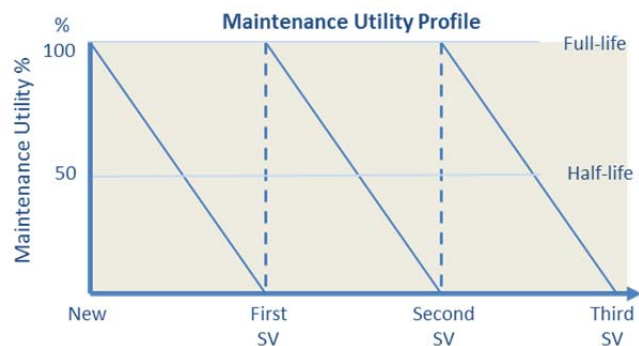 Maintenance Utility Profile
%
100
Full-life
Maintenance Utility %
50
Half-life
New
First
SV
Second
SV
Third
SV